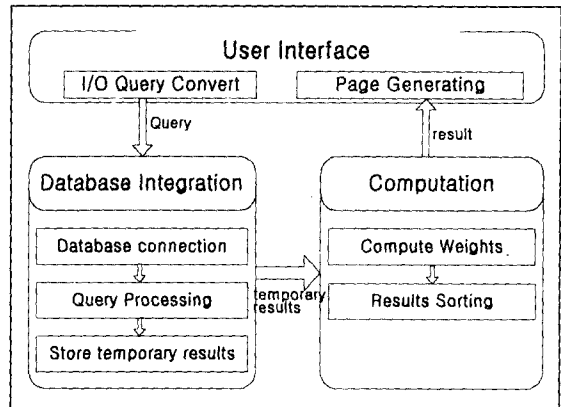 User Interface
I/O Query Convert
Page Generating
Query
result
Database Integration
Computation
Database connection
Query Processing
Store temporary results
temporary
results
Compute Weights
Results Sorting